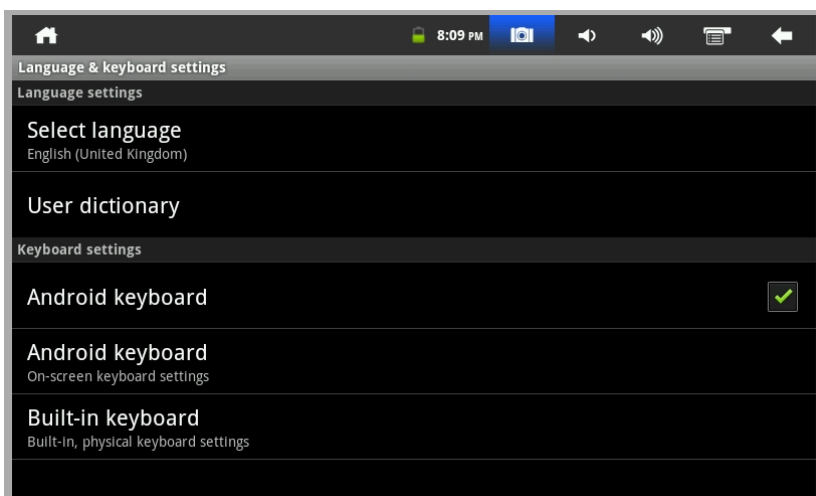 8:09 PM
Language & keyboard settings
Language settings
Select language
English (United Kingdom)
User dictionary
Keyboard settings
Android keyboard
Android keyboard
On-screen keyboard settings
Built-in keyboard
Built-in, physical keyboard settings